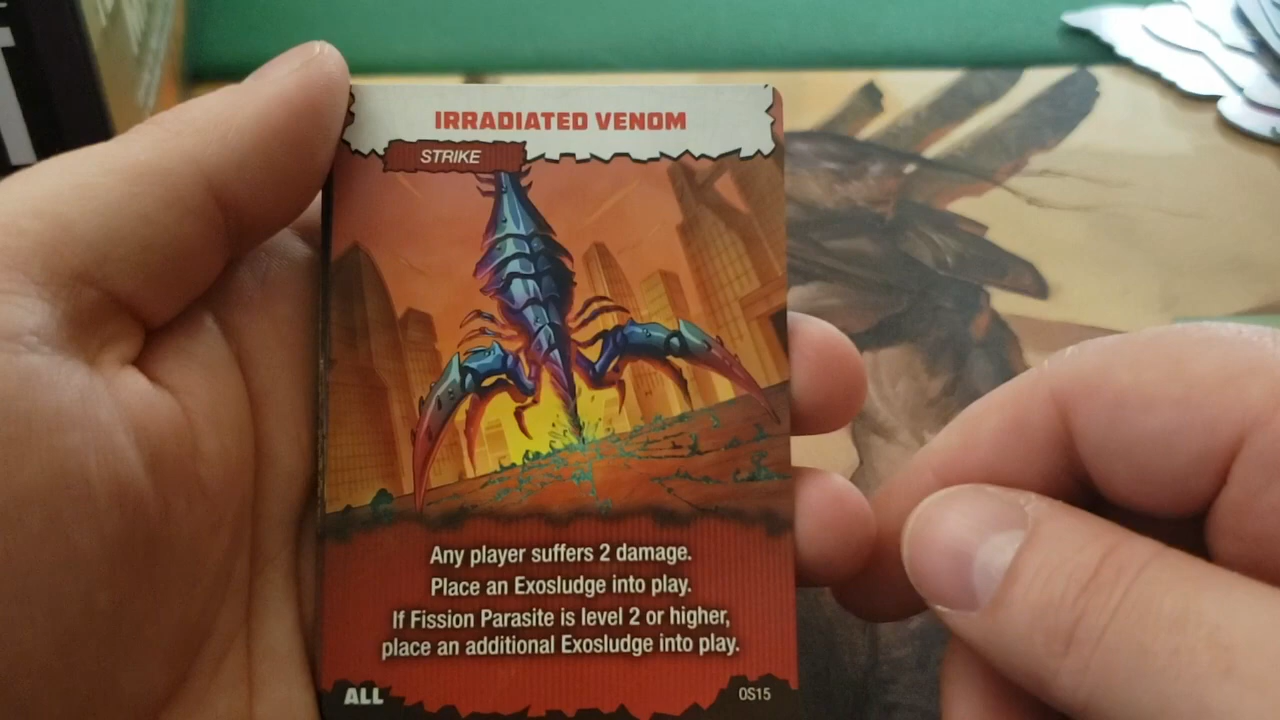 IRRADIATED VENOM
STRIKE
Any player suffers 2 damage.
Place an Exosludge into play.
If Fission Parasite is level 2 or higher,
place an additional Exosludge into play.
ALL
OS15